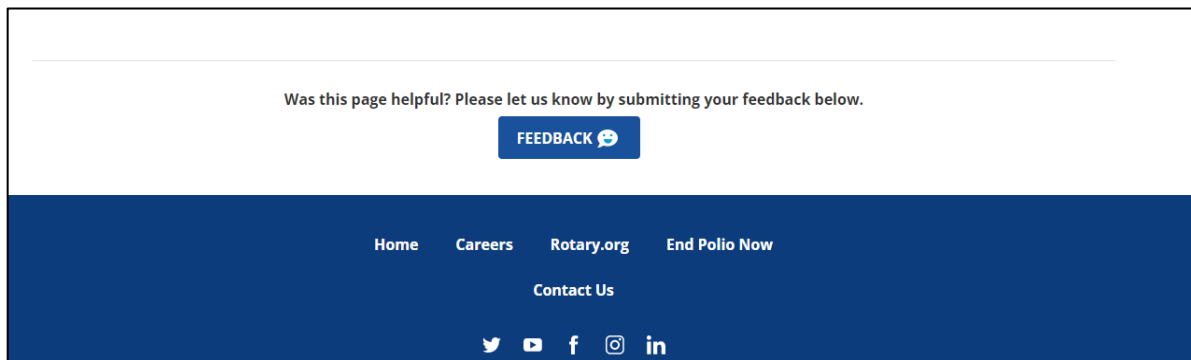 Was this page helpful? Please let us know by submitting your feedback below.
FEEDBACK
Home Careers Rotary.org End Polio Now
Contact Us